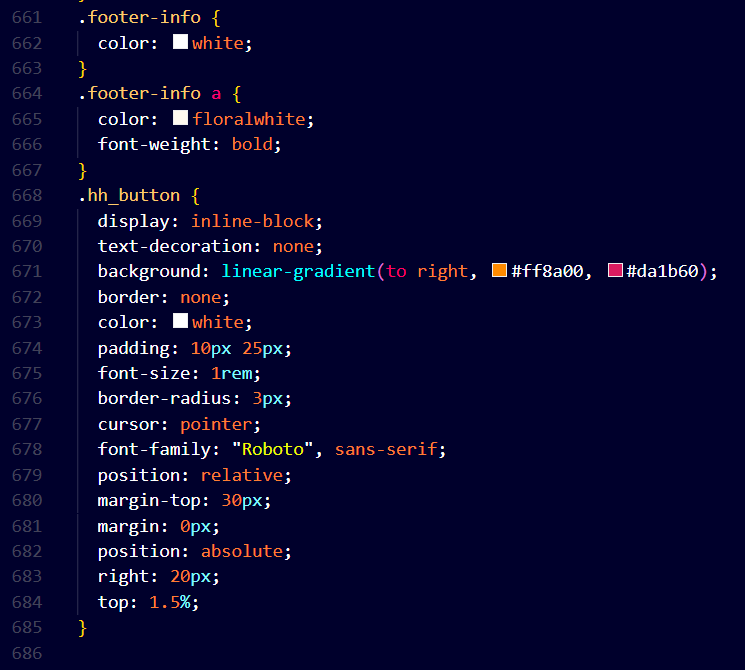 661 .footer-info {
662   color: white;
663 }
664 .footer-info a {
665   color: floralwhite;
666   font-weight: bold;
667 }
668 .hh_button {
669   display: inline-block;
670   text-decoration: none;
671   background: linear-gradient(to right, #ff8a00, #da1b60);
672   border: none;
673   color: white;
674   padding: 10px 25px;
675   font-size: 1rem;
676   border-radius: 3px;
677   cursor: pointer;
678   font-family: "Roboto", sans-serif;
679   position: relative;
680   margin-top: 30px;
681   margin: 0px;
682   position: absolute;
683   right: 20px;
684   top: 1.5%;
685 }
686